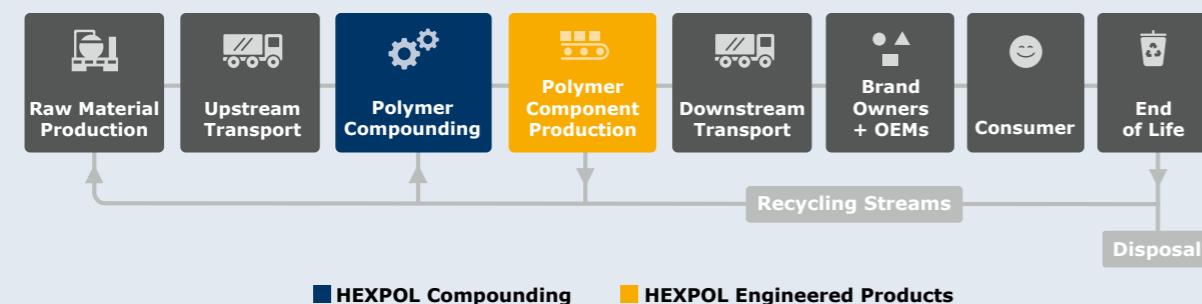 Raw Material
Production
Upstream
Transport
Polymer
Compounding
Polymer
Component
Production
Downstream
Transport
Brand
Owners
+ OEMs
Consumer
End
of Life
Recycling Streams
Disposal
HEXPOL Compounding
HEXPOL Engineered Products